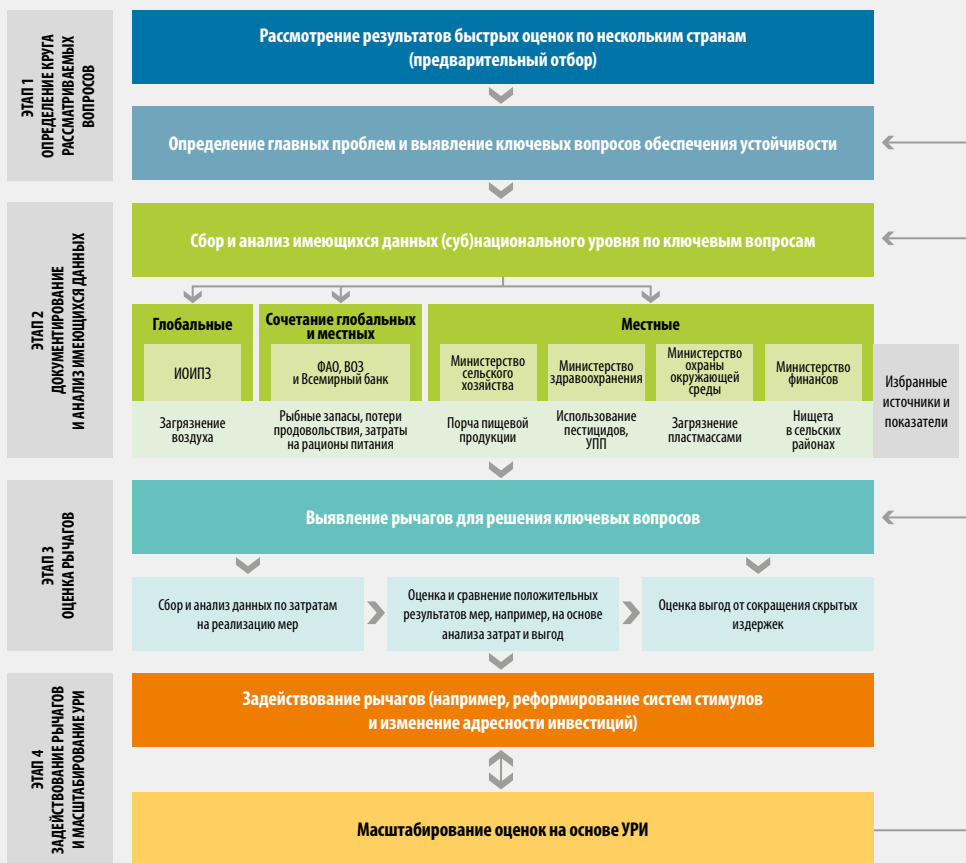 ЭТАП 1
ОПРЕДЕЛЕНИЕ КРУГА
РАССМАТРИВАЕМЫХ
ВОПРОСОВ
Рассмотрение результатов быстрых оценок по нескольким странам
(предварительный отбор)
Определение главных проблем и выявление ключевых вопросов обеспечения устойчивости
ЭТАП 2
ДОКУМЕНТИРОВАНИЕ
И АНАЛИЗ ИМЕЮЩИХСЯ ДАННЫХ
Сбор и анализ имеющихся данных (суб)национального уровня по ключевым вопросам
Глобальные
ИОИПЗ
Загрязнение
воздуха
Сочетание глобальных
и местных
ФАО, ВОЗ
и Всемирный банк
Рыбные запасы, потери
продовольствия, затраты
на рационы питания
Местные
Министерство
сельского
хозяйства
Порча пищевой
продукции
Министерство
здравоохранения
Использование
пестицидов,
УПП
Министерство
охраны
окружающей
среды
Загрязнение
пластмассами
Министерство
финансов
Нищета
в сельских
районах
Избранные
источники и
показатели
ЭТАП 3
ОЦЕНКА РЫЧАГОВ
Выявление рычагов для решения ключевых вопросов
Сбор и анализ данных по затратам
на реализацию мер
Оценка и сравнение положительных
результатов мер, например, на основе
анализа затрат и выгод
Оценка выгод от сокращения скрытых
издержек
ЭТАП 4
ЗАДЕЙСТВОВАНИЕ РЫЧАГОВ
И МАСШТАБИРОВАНИЕ УРИ
Задействование рычагов (например, реформирование систем стимулов
и изменение адресности инвестиций)
Масштабирование оценок на основе УРИ